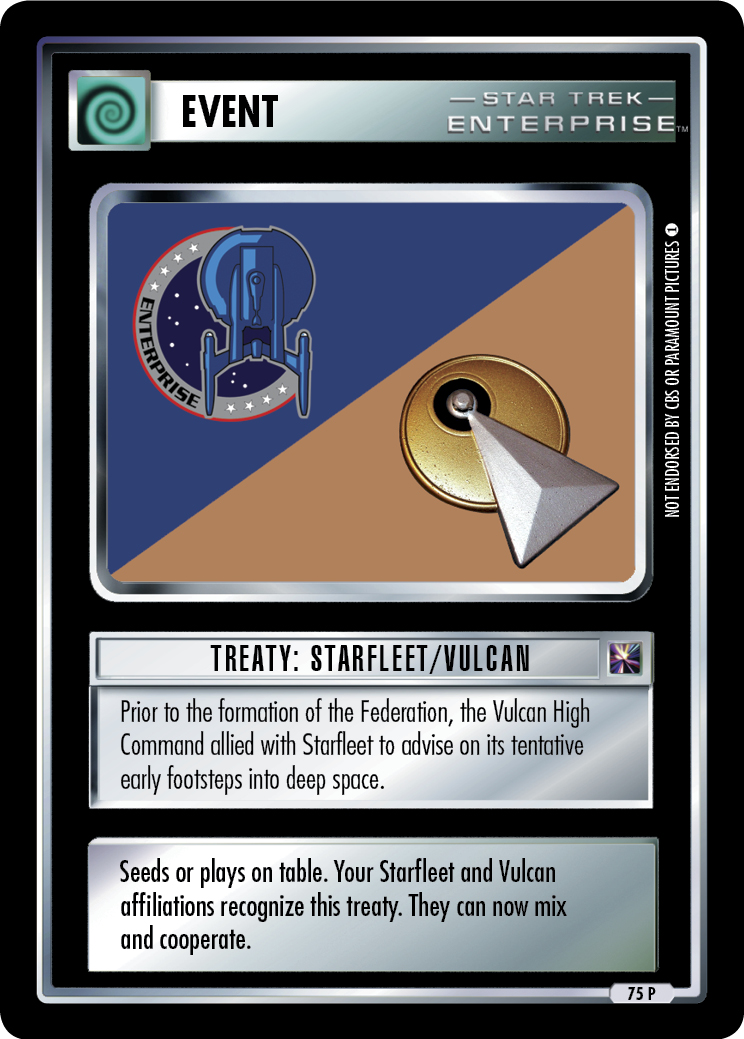 EVENT
STAR TREK
ENTERPRISE™
ENTERPRISE
NOT ENDORSED BY CBS OR PARAMOUNT PICTURES 1
TREATY: STARFLEET/VULCAN
Prior to the formation of the Federation, the Vulcan High
Command allied with Starfleet to advise on its tentative
early footsteps into deep space.
Seeds or plays on table. Your Starfleet and Vulcan
affiliations recognize this treaty. They can now mix
and cooperate.
75 P